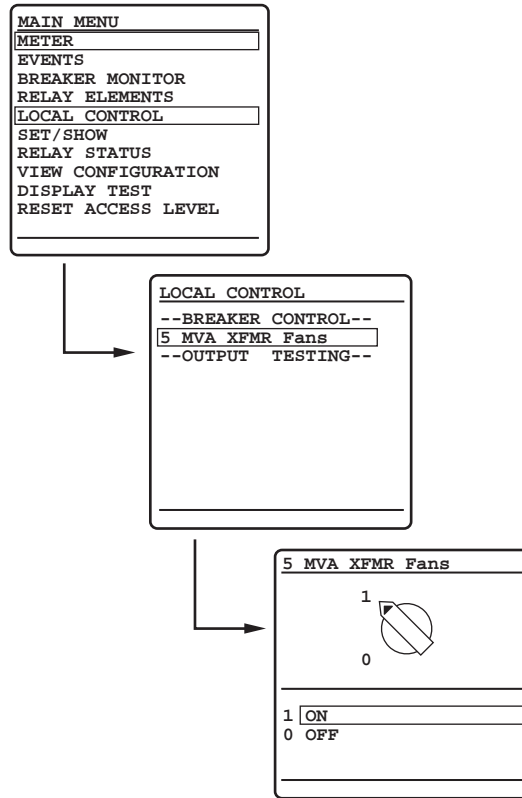 MAIN MENU
METER
EVENTS
BREAKER MONITOR
RELAY ELEMENTS
LOCAL CONTROL
SET/SHOW
RELAY STATUS
VIEW CONFIGURATION
DISPLAY TEST
RESET ACCESS LEVEL
LOCAL CONTROL
--BREAKER CONTROL--
5 MVA XFMR Fans
--OUTPUT TESTING--
5 MVA XFMR Fans
1
0
1 ON
0 OFF